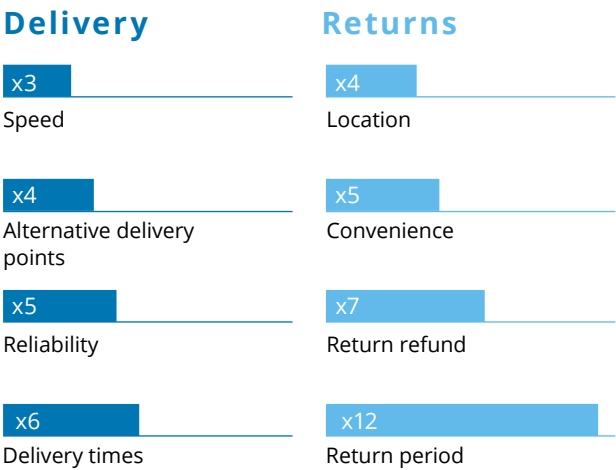 Delivery
x3
Speed
x4
Alternative delivery
points
x5
Reliability
x6
Delivery times
Returns
x4
Location
x5
Convenience
x7
Return refund
x12
Return period